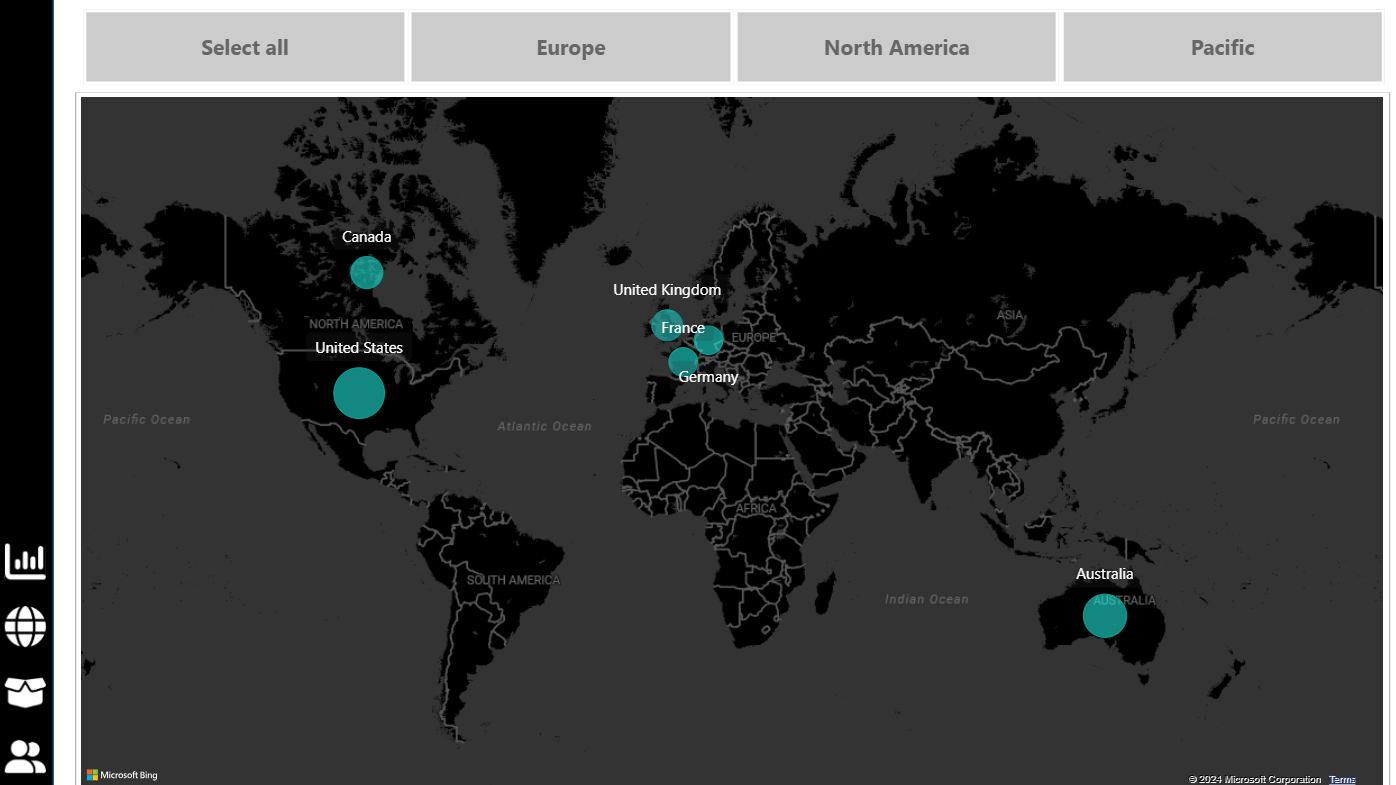 Select all
Europe
North America
Pacific
Canada
United Kingdom
NORTH AMERICA
ASIA
France
EUROPE
United States
Germany
Pacific Ocean
Atlantic Ocean
Pacific Ocean
AFRICA
Australia
SOUTH AMERICA
Indian Ocean
AUSTRALIA
Microsoft Bing
© 2024 Microsoft Corporation Terms